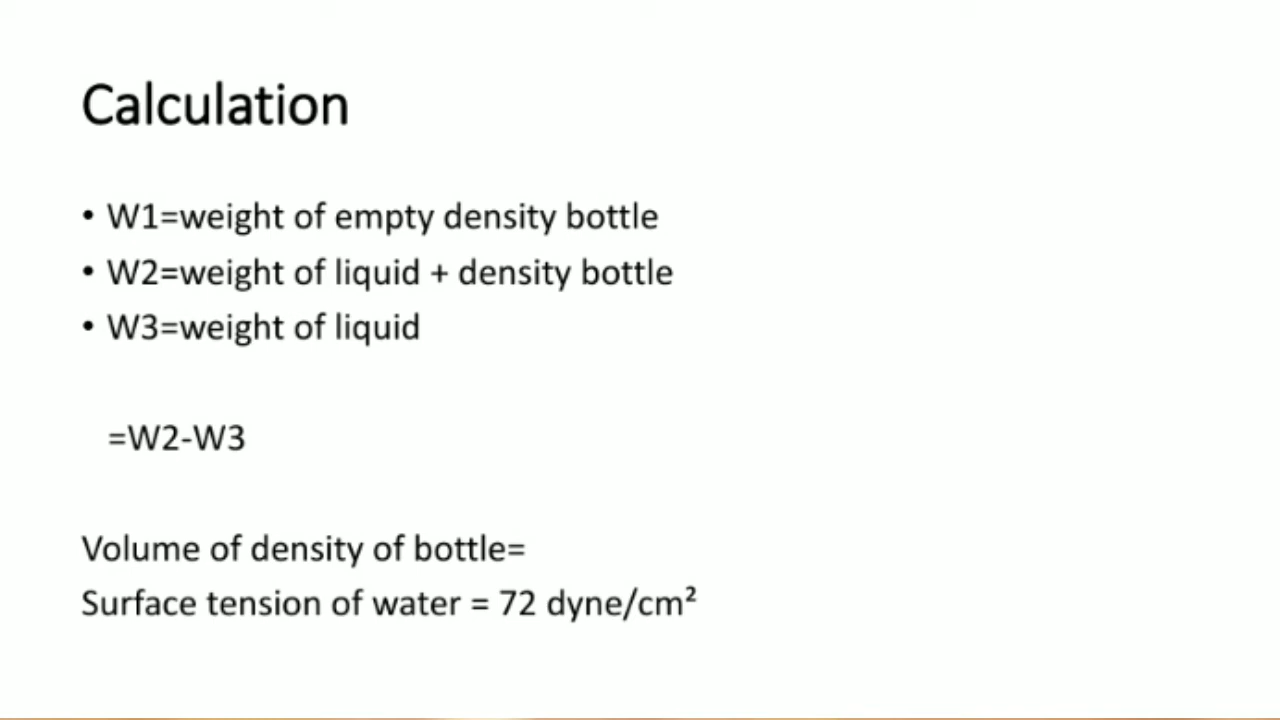 Calculation
• W1=weight of empty density bottle
• W2=weight of liquid + density bottle
• W3=weight of liquid
=W2-W3
Volume of density of bottle=
Surface tension of water = 72 dyne/cm²